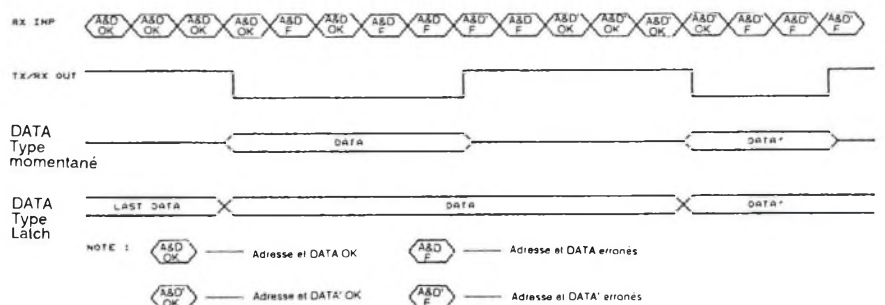 RX INP A&D A&D A&D A&D A&D A&D A&D A&D A&D A&D A&D' A&D' A&D' A&D' A&D' A&D' A&D'
OK OK OK OK F OK F F F F OK OK OK OK F F F
TX/RX OUT
DATA
Type
momentané
DATA DATA'
DATA
Type
Latch
LAST DATA DATA DATA'
NOTE :
A&D
OK
Adresse et DATA OK
A&D
F
Adresse et DATA erronés
A&D'
OK
Adresse et DATA' OK
A&D'
F
Adresse et DATA' erronés